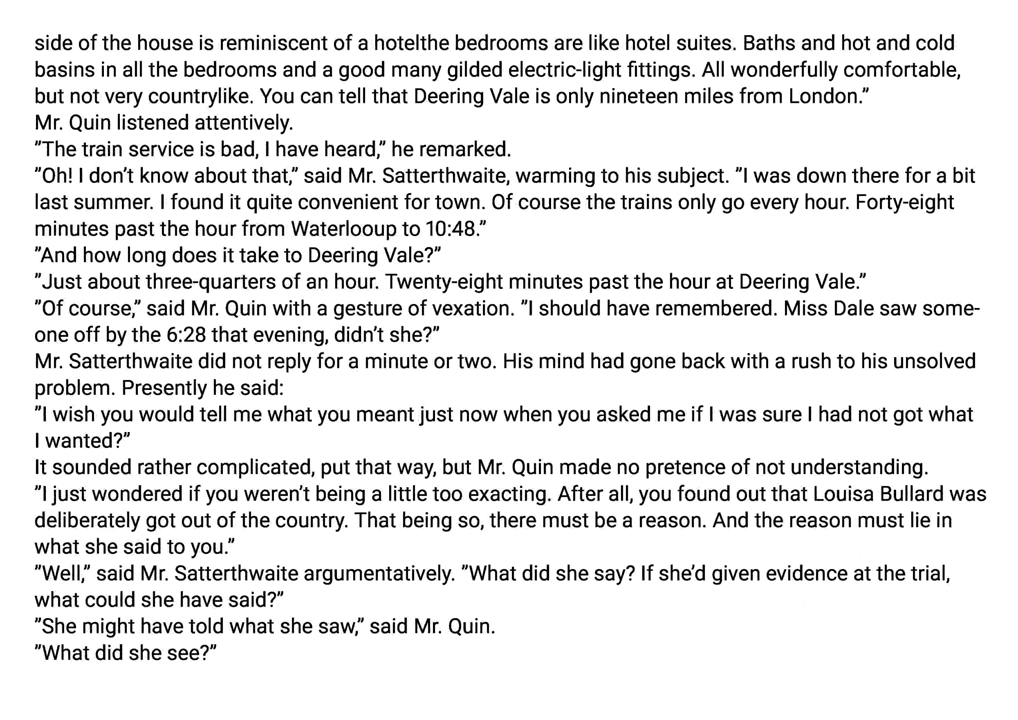 side of the house is reminiscent of a hotelthe bedrooms are like hotel suites. Baths and hot and cold
basins in all the bedrooms and a good many gilded electric-light fittings. All wonderfully comfortable,
but not very countrylike. You can tell that Deering Vale is only nineteen miles from London.”
Mr. Quin listened attentively.
”The train service is bad, I have heard,” he remarked.
”Oh! I don’t know about that,” said Mr. Satterthwaite, warming to his subject. ”I was down there for a bit
last summer. I found it quite convenient for town. Of course the trains only go every hour. Forty-eight
minutes past the hour from Waterlooup to 10:48.”
”And how long does it take to Deering Vale?”
”Just about three-quarters of an hour. Twenty-eight minutes past the hour at Deering Vale.”
”Of course,” said Mr. Quin with a gesture of vexation. ”I should have remembered. Miss Dale saw some-
one off by the 6:28 that evening, didn’t she?”
Mr. Satterthwaite did not reply for a minute or two. His mind had gone back with a rush to his unsolved
problem. Presently he said:
”I wish you would tell me what you meant just now when you asked me if I was sure I had not got what
I wanted?”
It sounded rather complicated, put that way, but Mr. Quin made no pretence of not understanding.
”I just wondered if you weren’t being a little too exacting. After all, you found out that Louisa Bullard was
deliberately got out of the country. That being so, there must be a reason. And the reason must lie in
what she said to you.”
”Well,” said Mr. Satterthwaite argumentatively. ”What did she say? If she’d given evidence at the trial,
what could she have said?”
”She might have told what she saw,” said Mr. Quin.
”What did she see?”